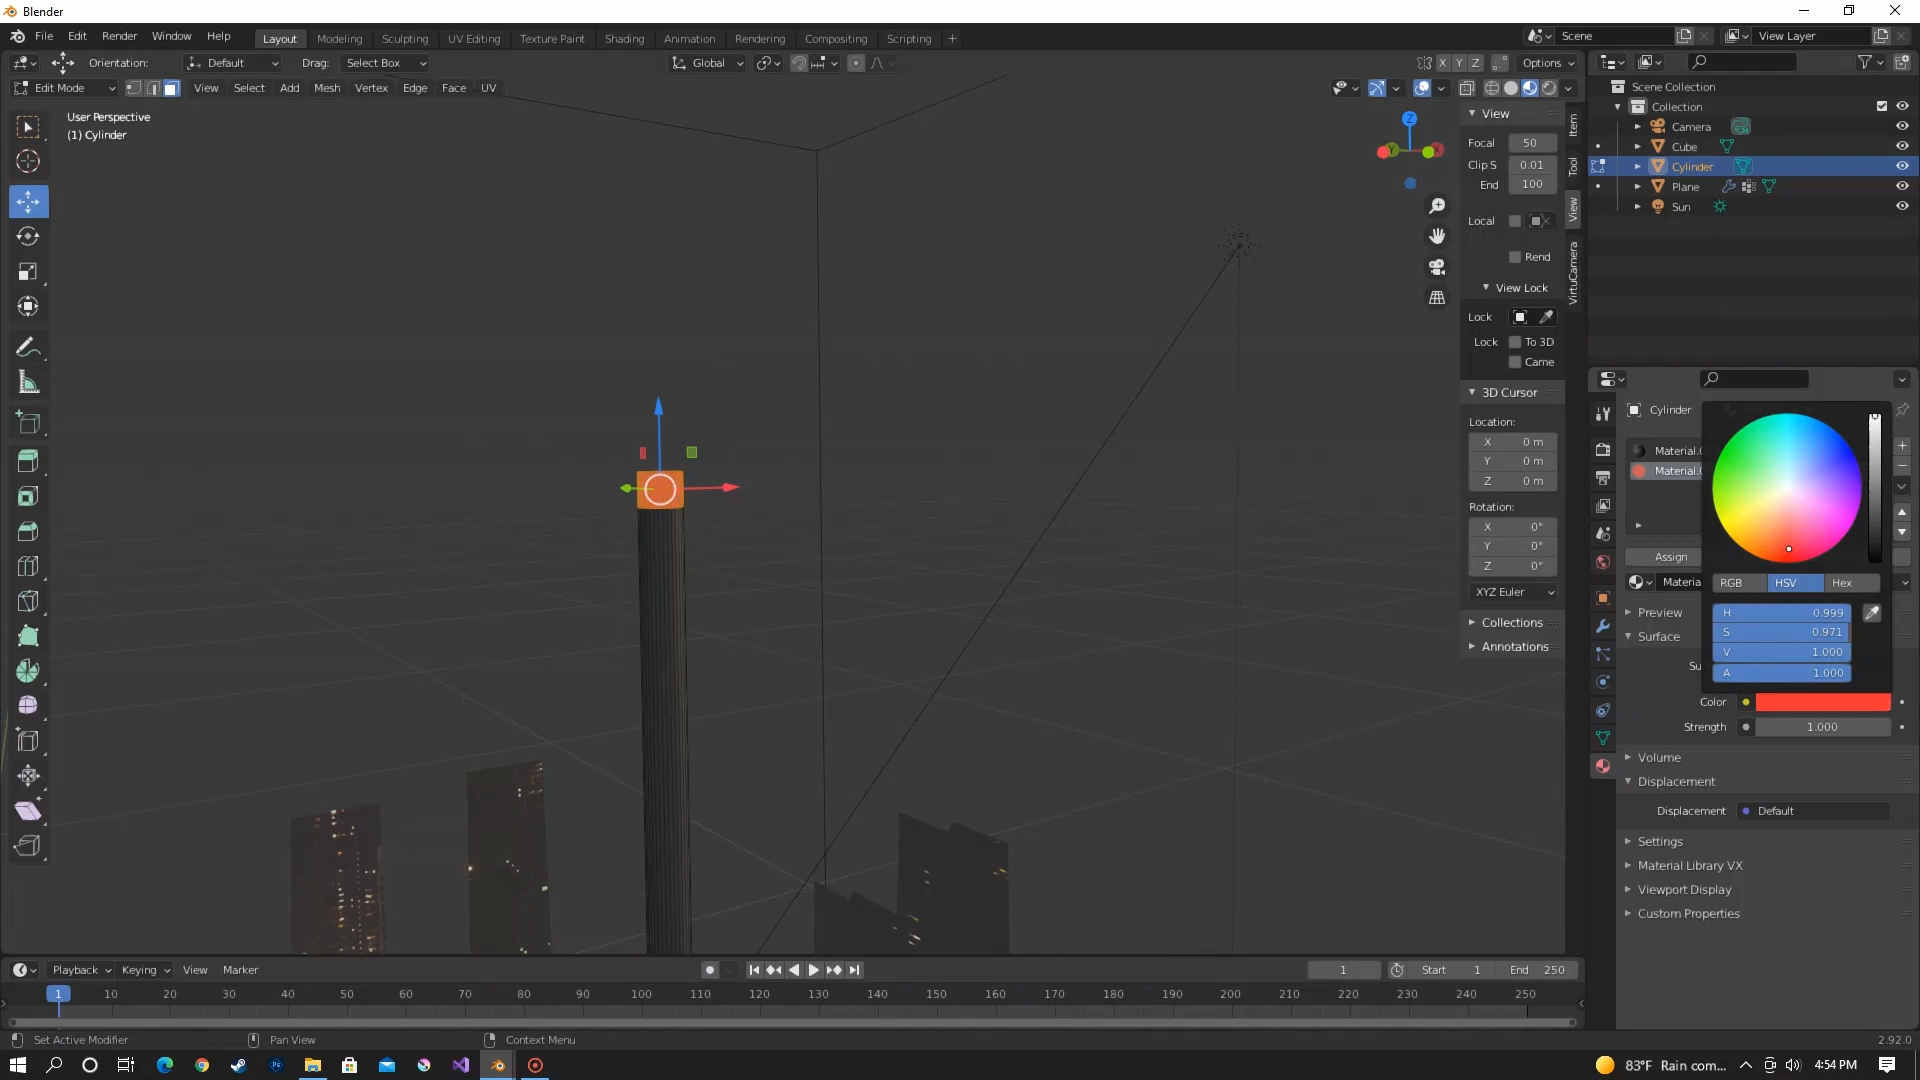 Blender
File Edit Render Window Help Layout Modeling Sculpting UV Editing Texture Paint Shading Animation Rendering Compositing Scripting + Scene View Layer
Orientation: Default Drag: Select Box Global X Y Z Options
Edit Mode View Select Add Mesh Vertex Edge Face UV
User Perspective
(1) Cylinder
Z
Y
X
View
Focal 50
Clip S 0.01
End 100
Local
Rend
View Lock
Lock
Lock To 3D
Came
3D Cursor
Location:
X 0 m
Y 0 m
Z 0 m
Rotation:
X 0°
Y 0°
Z 0°
XYZ Euler
Collections
Annotations
Item
Tool
View
VirtuCamera
Scene Collection
Collection
Camera
Cube
Cylinder
Plane
Sun
Cylinder
Material.
Material.
Assign
Materia
RGB HSV Hex
Preview
H 0.999
Surface
S 0.971
V 1.000
Su
A 1.000
Color
Strength 1.000
Volume
Displacement
Displacement Default
Settings
Material Library VX
Viewport Display
Custom Properties
Playback Keying View Marker 1 Start 1 End 250
1 10 20 30 40 50 60 70 80 90 100 110 120 130 140 150 160 170 180 190 200 210 220 230 240 250
Set Active Modifier Pan View Context Menu 2.92.0
Ps 83°F Rain com... 4:54 PM